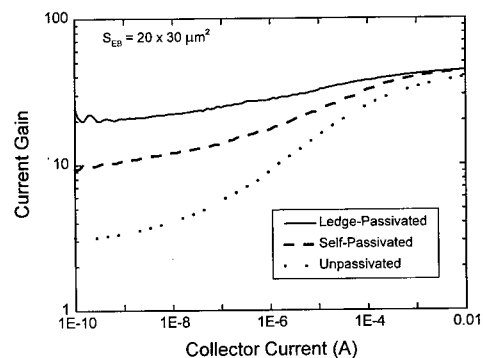 100
S_EB = 20 x 30 μm²
Current Gain
10
Ledge-Passivated
Self-Passivated
Unpassivated
1
1E-10 1E-8 1E-6 1E-4 0.01
Collector Current (A)